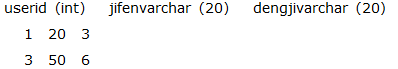 userid (int) jifenvarchar (20) dengjivarchar (20)
1 20 3
3 50 6